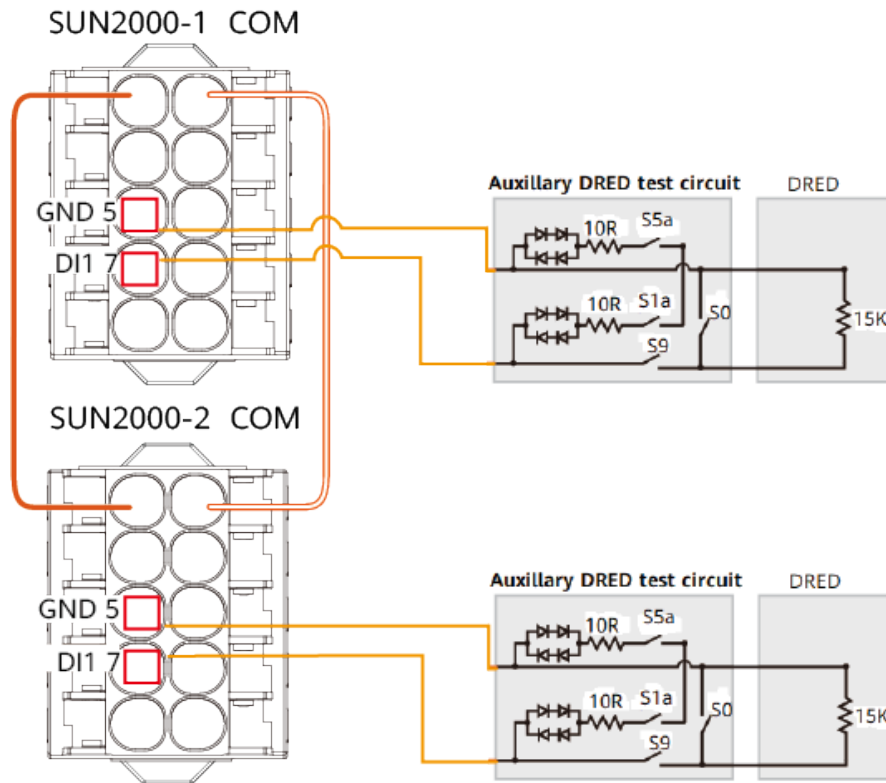 SUN2000-1 COM
GND 5
DI1 7
Auxillary DRED test circuit
DRED
10R
S5a
10R
S1a
S0
S9
15K
SUN2000-2 COM
GND 5
DI1 7
Auxillary DRED test circuit
DRED
10R
S5a
10R
S1a
S0
S9
15K